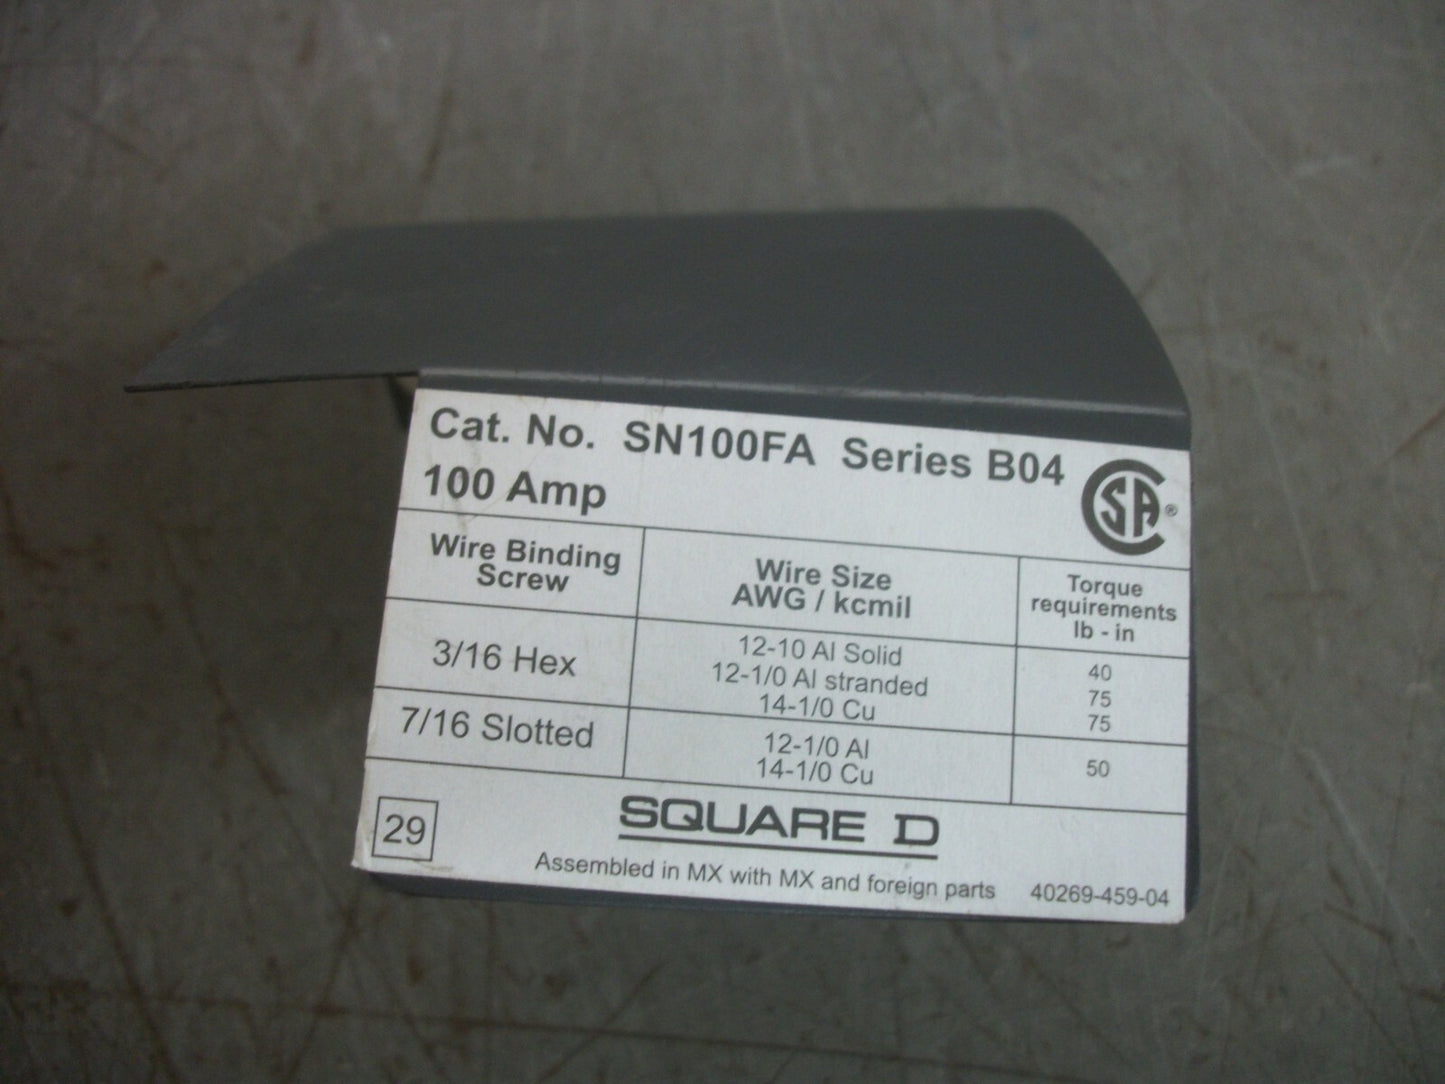 Cat. No. SN100FA Series B04
100 Amp
CSA®
Wire Binding
Screw
Wire Size
AWG / kcmil
Torque
requirements
lb - in
3/16 Hex
12-10 Al Solid
12-1/0 Al stranded
14-1/0 Cu
40
75
75
7/16 Slotted
12-1/0 Al
14-1/0 Cu
50
29
SQUARE D
Assembled in MX with MX and foreign parts
40269-459-04